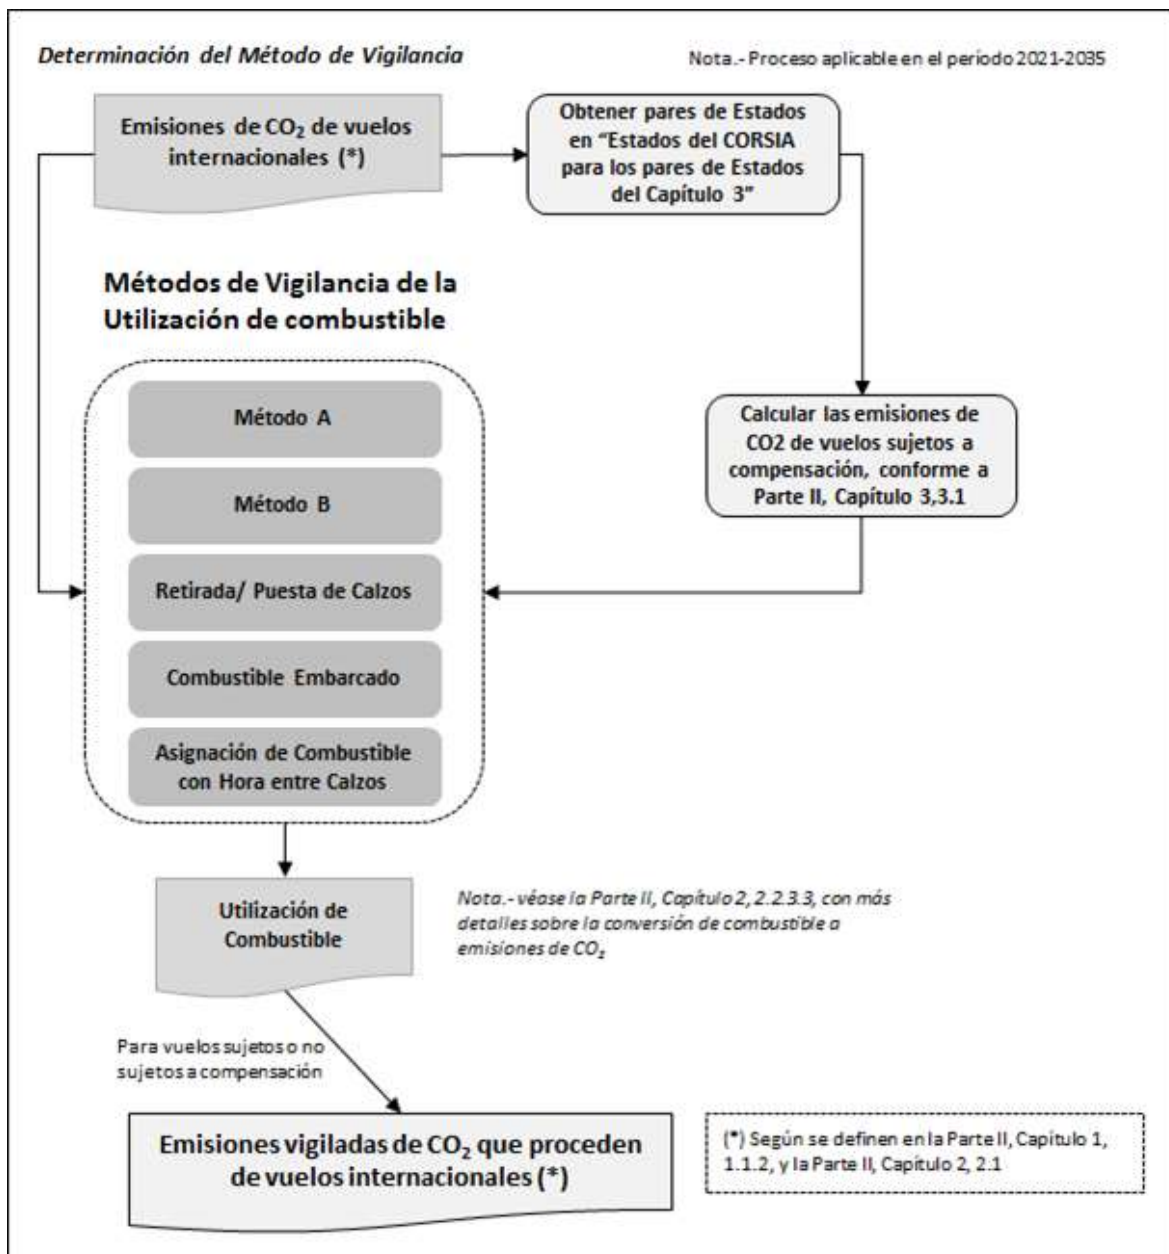 Determinación del Método de Vigilancia
Nota.- Proceso aplicable en el período 2021-2035
Emisiones de CO₂ de vuelos
internacionales (*)
Obtener pares de Estados
en “Estados del CORSIA
para los pares de Estados
del Capítulo 3”
Métodos de Vigilancia de la
Utilización de combustible
Método A
Método B
Retirada/ Puesta de Calzos
Combustible Embarcado
Asignación de Combustible
con Hora entre Calzos
Calcular las emisiones de
CO2 de vuelos sujetos a
compensación, conforme a
Parte II, Capítulo 3,3.1
Utilización de
Combustible
Nota.- véase la Parte II, Capítulo 2, 2.2.3.3, con más
detalles sobre la conversión de combustible a
emisiones de CO₂
Para vuelos sujetos o no
sujetos a compensación
Emisiones vigiladas de CO₂ que proceden
de vuelos internacionales (*)
(*) Según se definen en la Parte II, Capítulo 1,
1.1.2, y la Parte II, Capítulo 2, 2.1